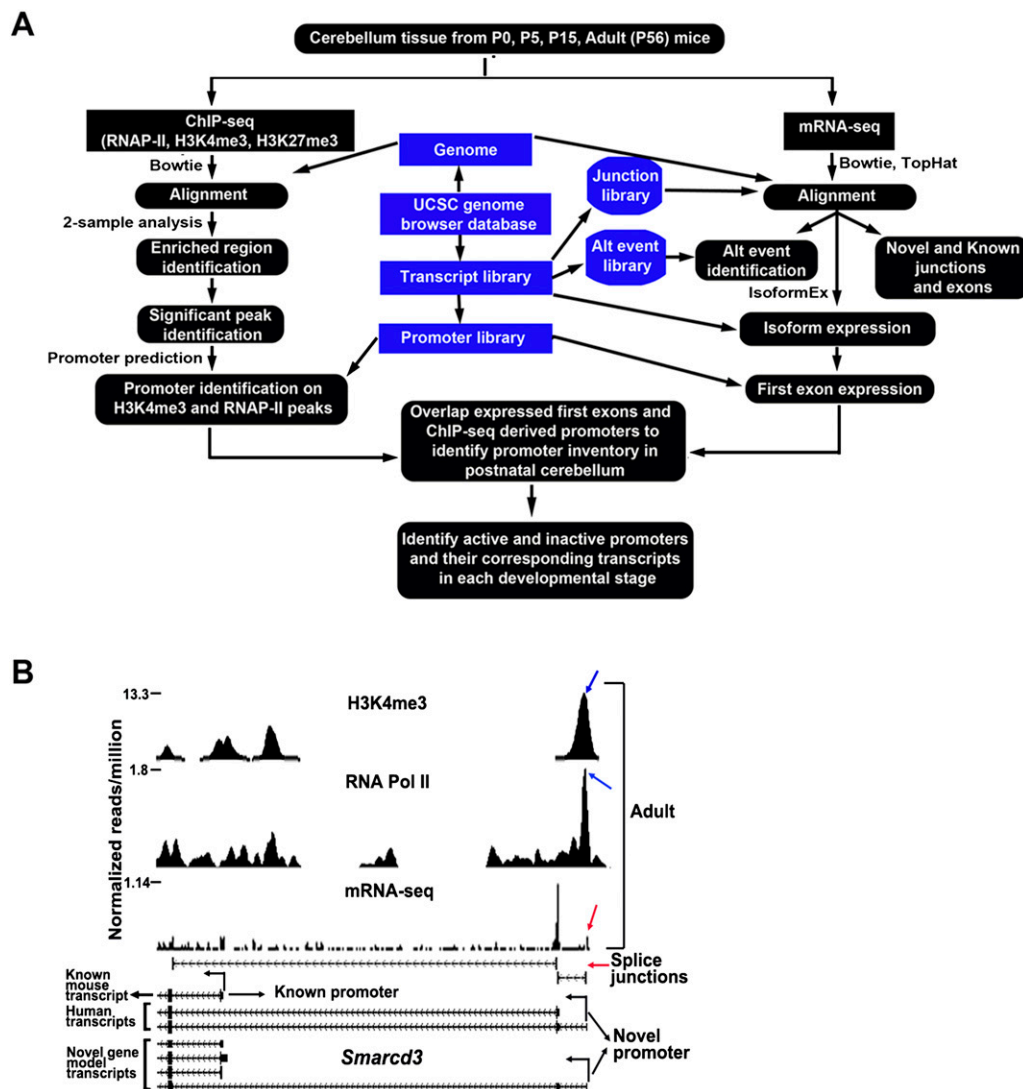 A
Cerebellum tissue from P0, P5, P15, Adult (P56) mice
ChIP-seq
(RNAP-II, H3K4me3, H3K27me3
mRNA-seq
Bowtie
Genome
Bowtie, TopHat
Junction
library
Alignment
Alignment
2-sample analysis
UCSC genome
browser database
Enriched region
identification
Alt event
library
Alt event
identification
Novel and Known
junctions
and exons
Transcript library
IsoformEx
Significant peak
identification
Isoform expression
Promoter library
Promoter prediction
Promoter identification on
H3K4me3 and RNAP-II peaks
First exon expression
Overlap expressed first exons and
ChIP-seq derived promoters to
identify promoter inventory in
postnatal cerebellum
Identify active and inactive promoters
and their corresponding transcripts
in each developmental stage
B
Normalized reads/million
13.3
H3K4me3
1.8
RNA Pol II
Adult
1.14
mRNA-seq
Splice
junctions
Known
mouse
transcript
Known promoter
Human
transcripts
Novel
promoter
Novel gene
model
transcripts
Smarcd3